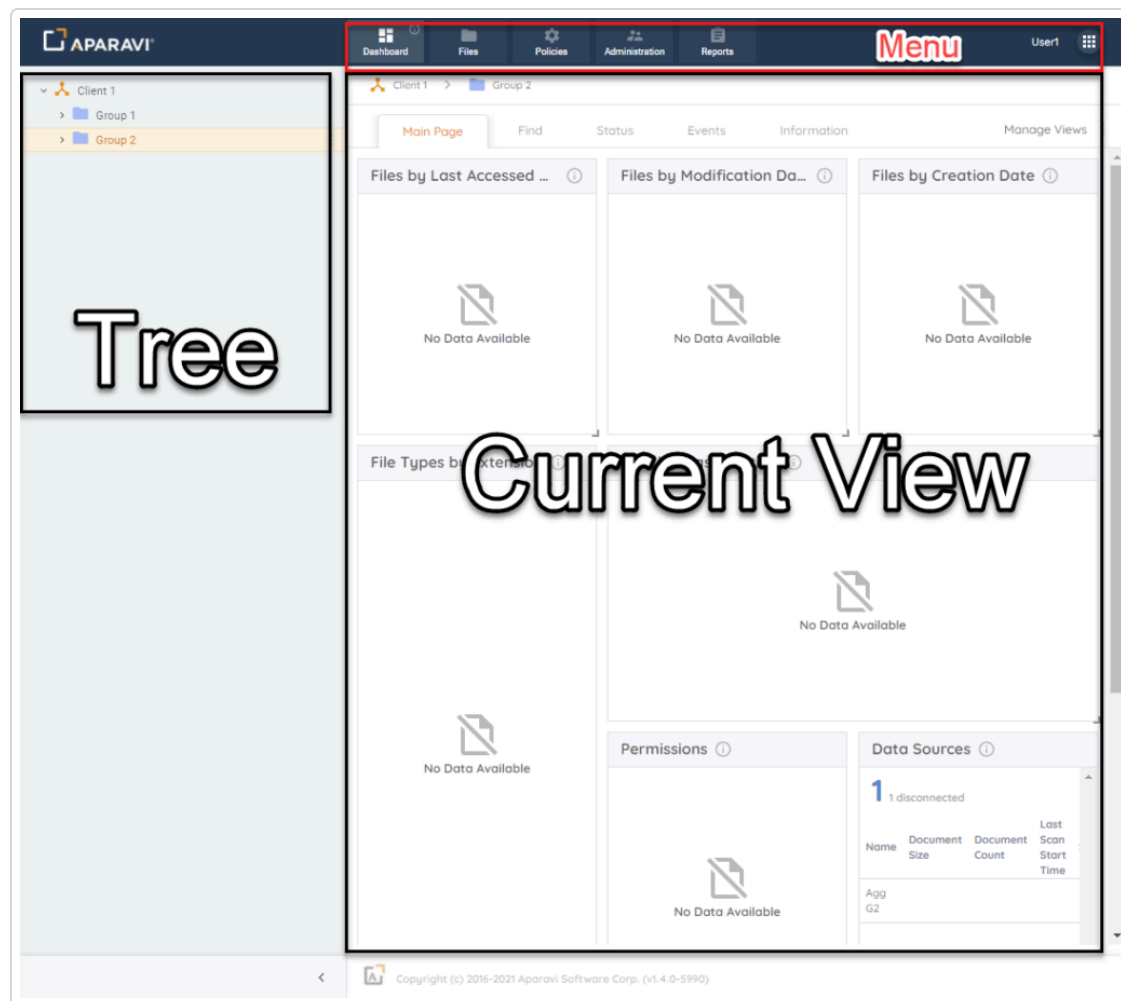 APARAVI
Dashboard Files Policies Administration Reports Menu User1
Client 1
Group 1
Group 2
Tree
Client 1 > Group 2
Main Page Find Status Events Information Manage Views
Files by Last Accessed ... Files by Modification Da... Files by Creation Date
No Data Available No Data Available No Data Available
Current View
File Types by Extension
No Data Available
No Data Available
Permissions Data Sources
1 1 disconnected
Name Document Size Document Count Last Scan Start Time
Agg G2
No Data Available
Copyright (c) 2016-2021 Aparavi Software Corp. (v1.4.0-5990)